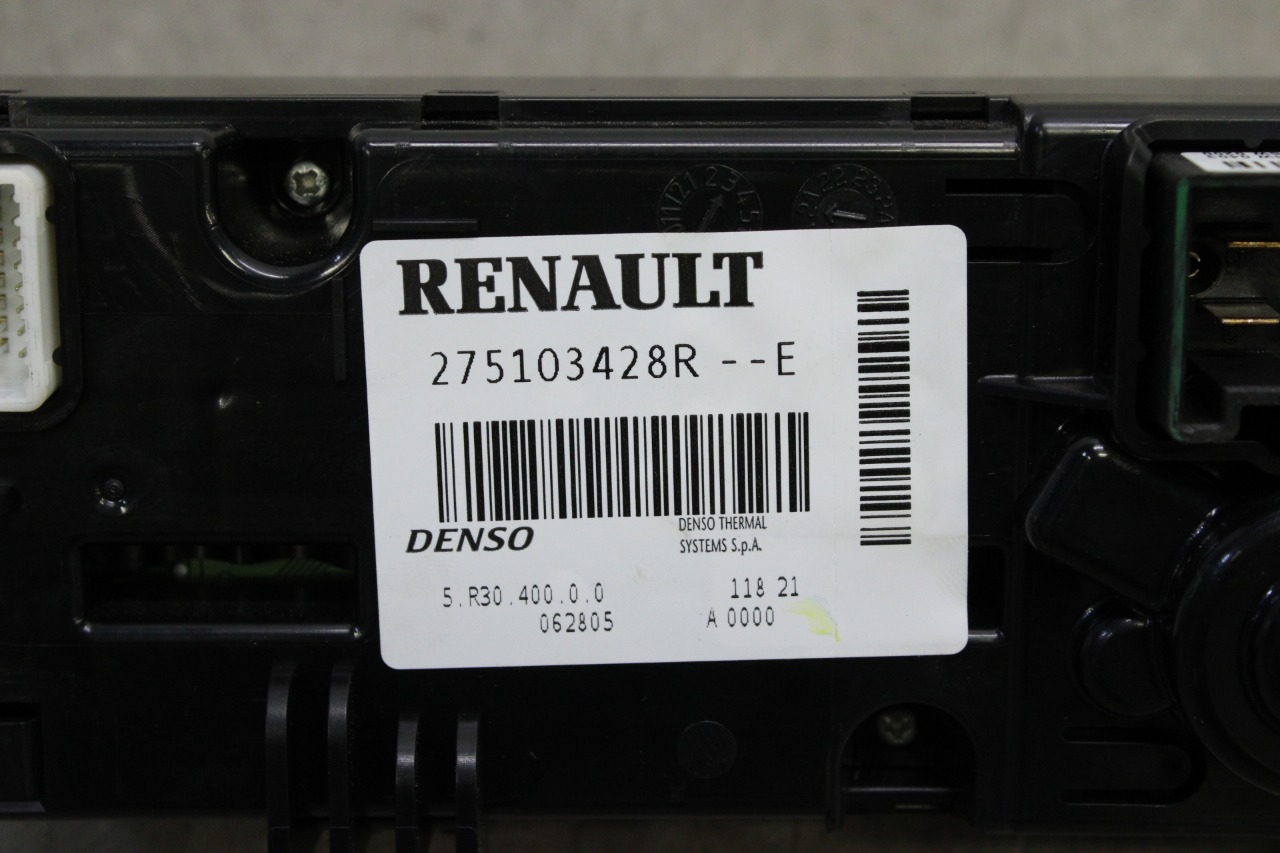 RENAULT
275103428R --E
DENSO
DENSO THERMAL
SYSTEMS S.p.A.
5.R30.400.0.0
118 21
062805
A 0000